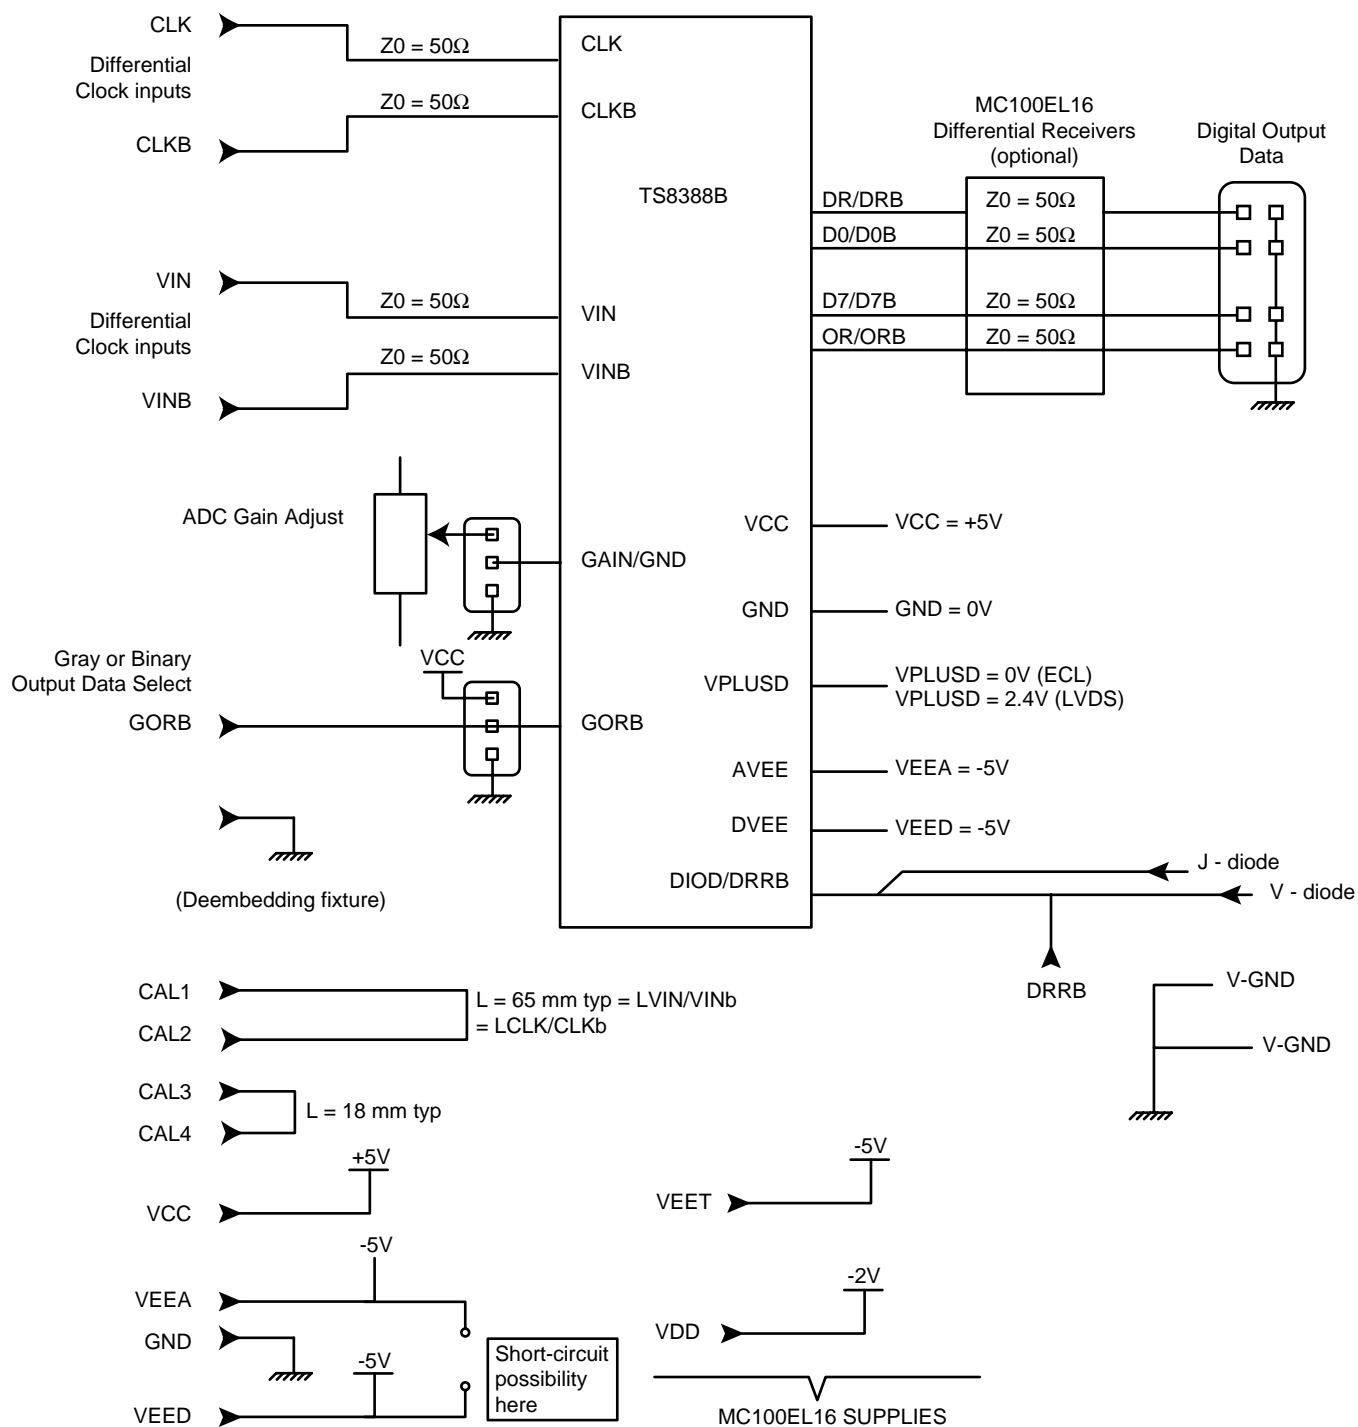 CLK
Differential
Clock inputs
CLKB
Z0 = 50Ω
Z0 = 50Ω
CLK
CLKB
TS8388B
MC100EL16
Differential Receivers
(optional)
Digital Output
Data
DR/DRB
Z0 = 50Ω
D0/D0B
Z0 = 50Ω
D7/D7B
Z0 = 50Ω
OR/ORB
Z0 = 50Ω
VIN
Differential
Clock inputs
VINB
Z0 = 50Ω
Z0 = 50Ω
VIN
VINB
ADC Gain Adjust
GAIN/GND
VCC
VCC = +5V
GND
GND = 0V
Gray or Binary
Output Data Select
GORB
VCC
GORB
VPLUSD
VPLUSD = 0V (ECL)
VPLUSD = 2.4V (LVDS)
AVEE
VEEA = -5V
DVEE
VEED = -5V
DIOD/DRRB
J - diode
V - diode
DRRB
(Deembedding fixture)
V-GND
V-GND
CAL1
CAL2
L = 65 mm typ = LVIN/VINb
= LCLK/CLKb
CAL3
CAL4
L = 18 mm typ
+5V
VCC
-5V
VEEA
GND
-5V
VEED
Short-circuit
possibility
here
-5V
VEET
-2V
VDD
MC100EL16 SUPPLIES